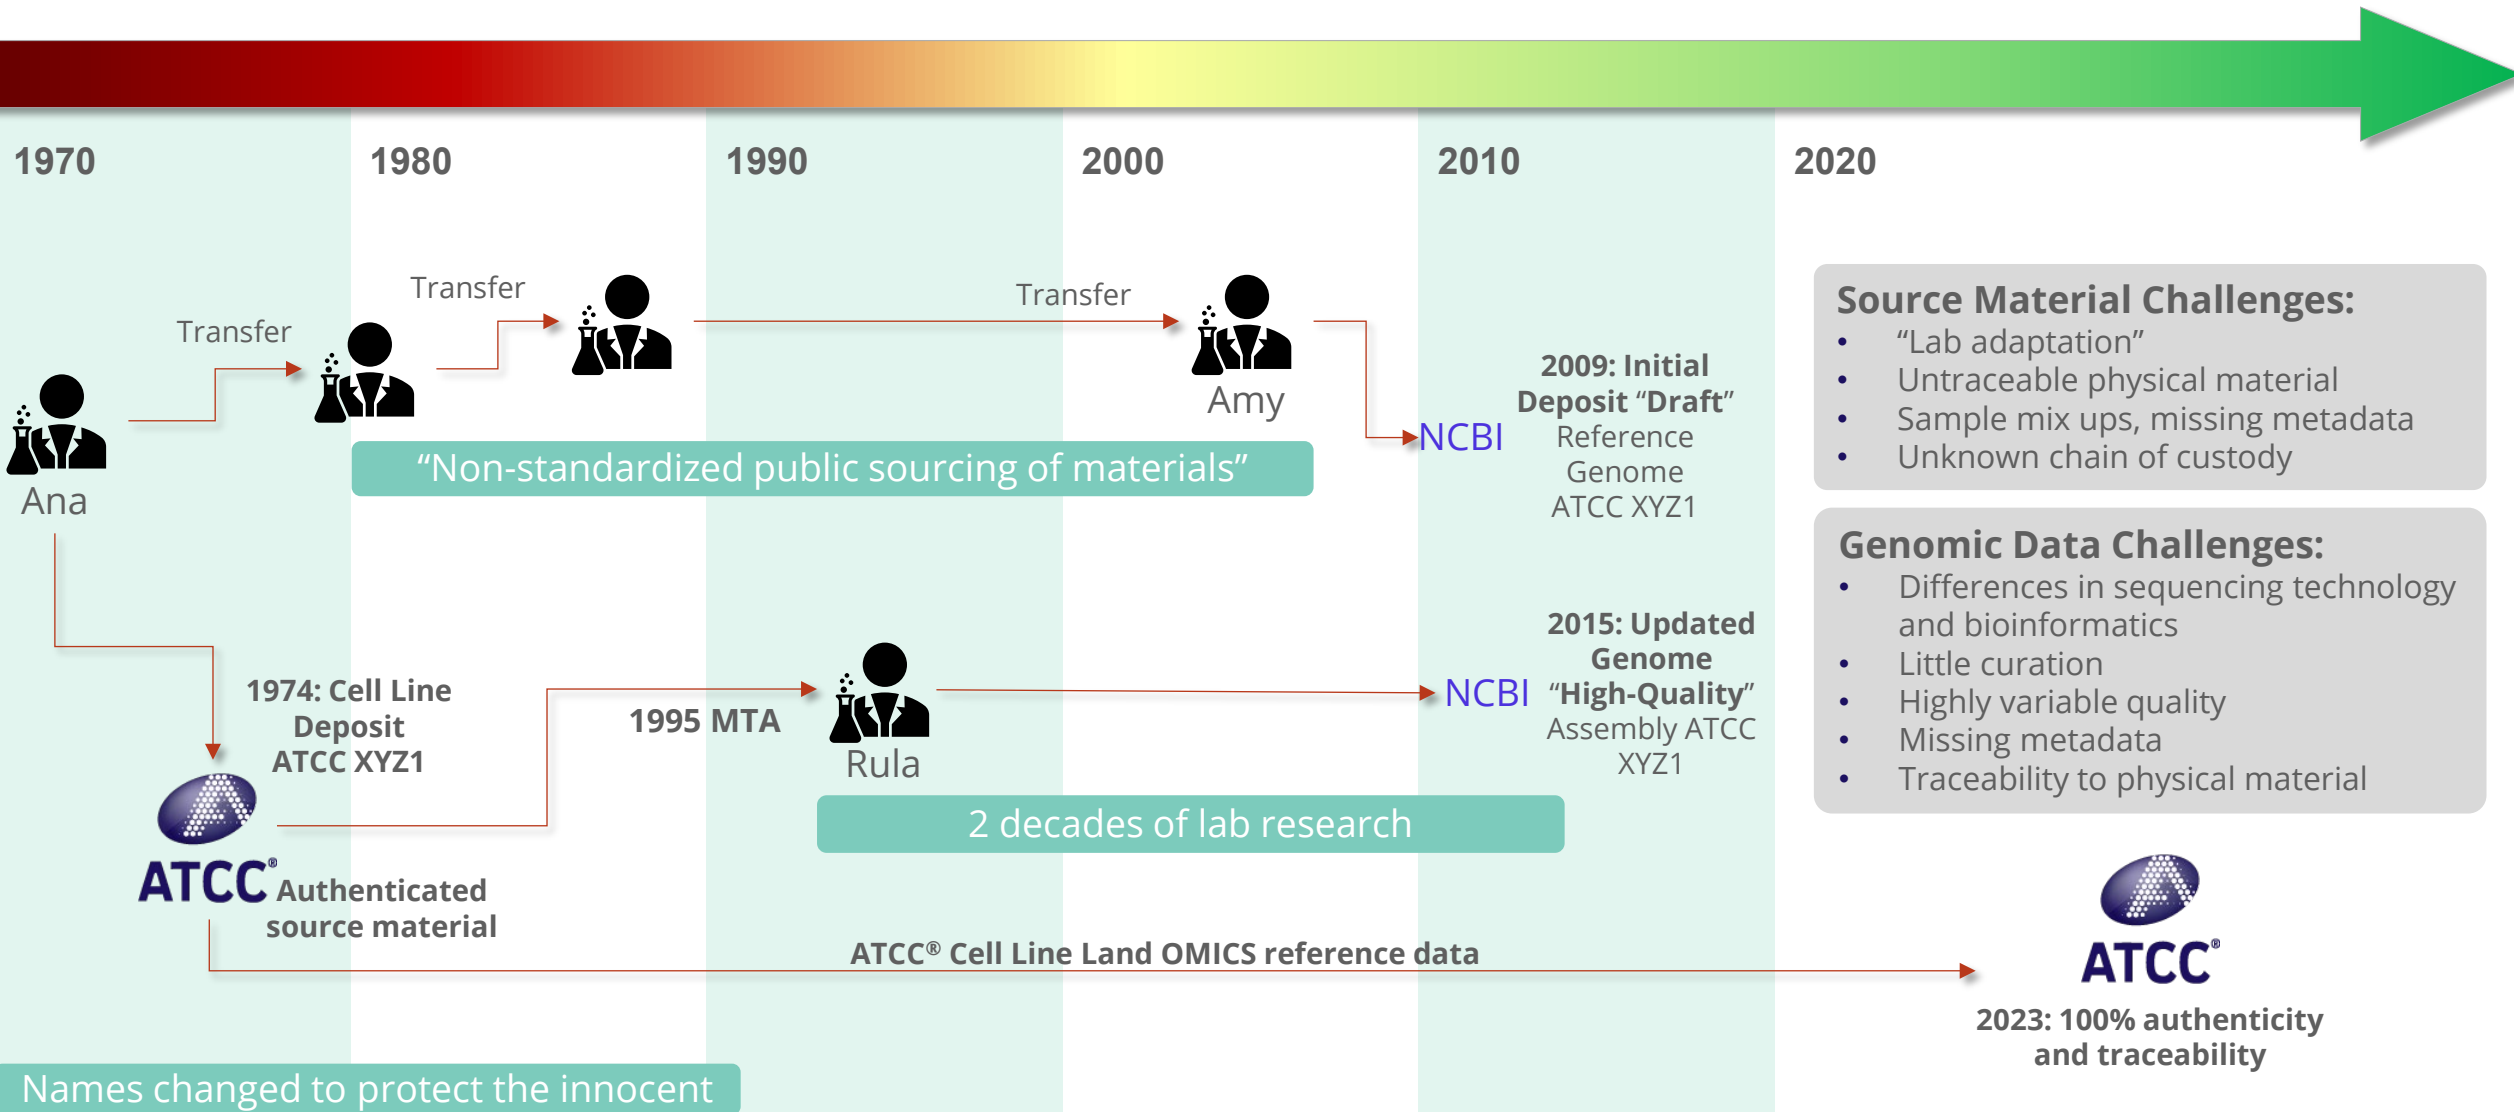 1970
1980
1990
2000
2010
2020
Transfer
Transfer
Transfer
Ana
Amy
“Non-standardized public sourcing of materials”
NCBI
2009: Initial
Deposit “Draft”
Reference
Genome
ATCC XYZ1
Source Material Challenges:
• “Lab adaptation”
• Untraceable physical material
• Sample mix ups, missing metadata
• Unknown chain of custody
Genomic Data Challenges:
• Differences in sequencing technology
and bioinformatics
• Little curation
• Highly variable quality
• Missing metadata
• Traceability to physical material
1974: Cell Line
Deposit
ATCC XYZ1
ATCC®
Authenticated
source material
1995 MTA
Rula
2 decades of lab research
NCBI
2015: Updated
Genome
“High-Quality”
Assembly ATCC
XYZ1
ATCC® Cell Line Land OMICS reference data
ATCC®
2023: 100% authenticity
and traceability
Names changed to protect the innocent